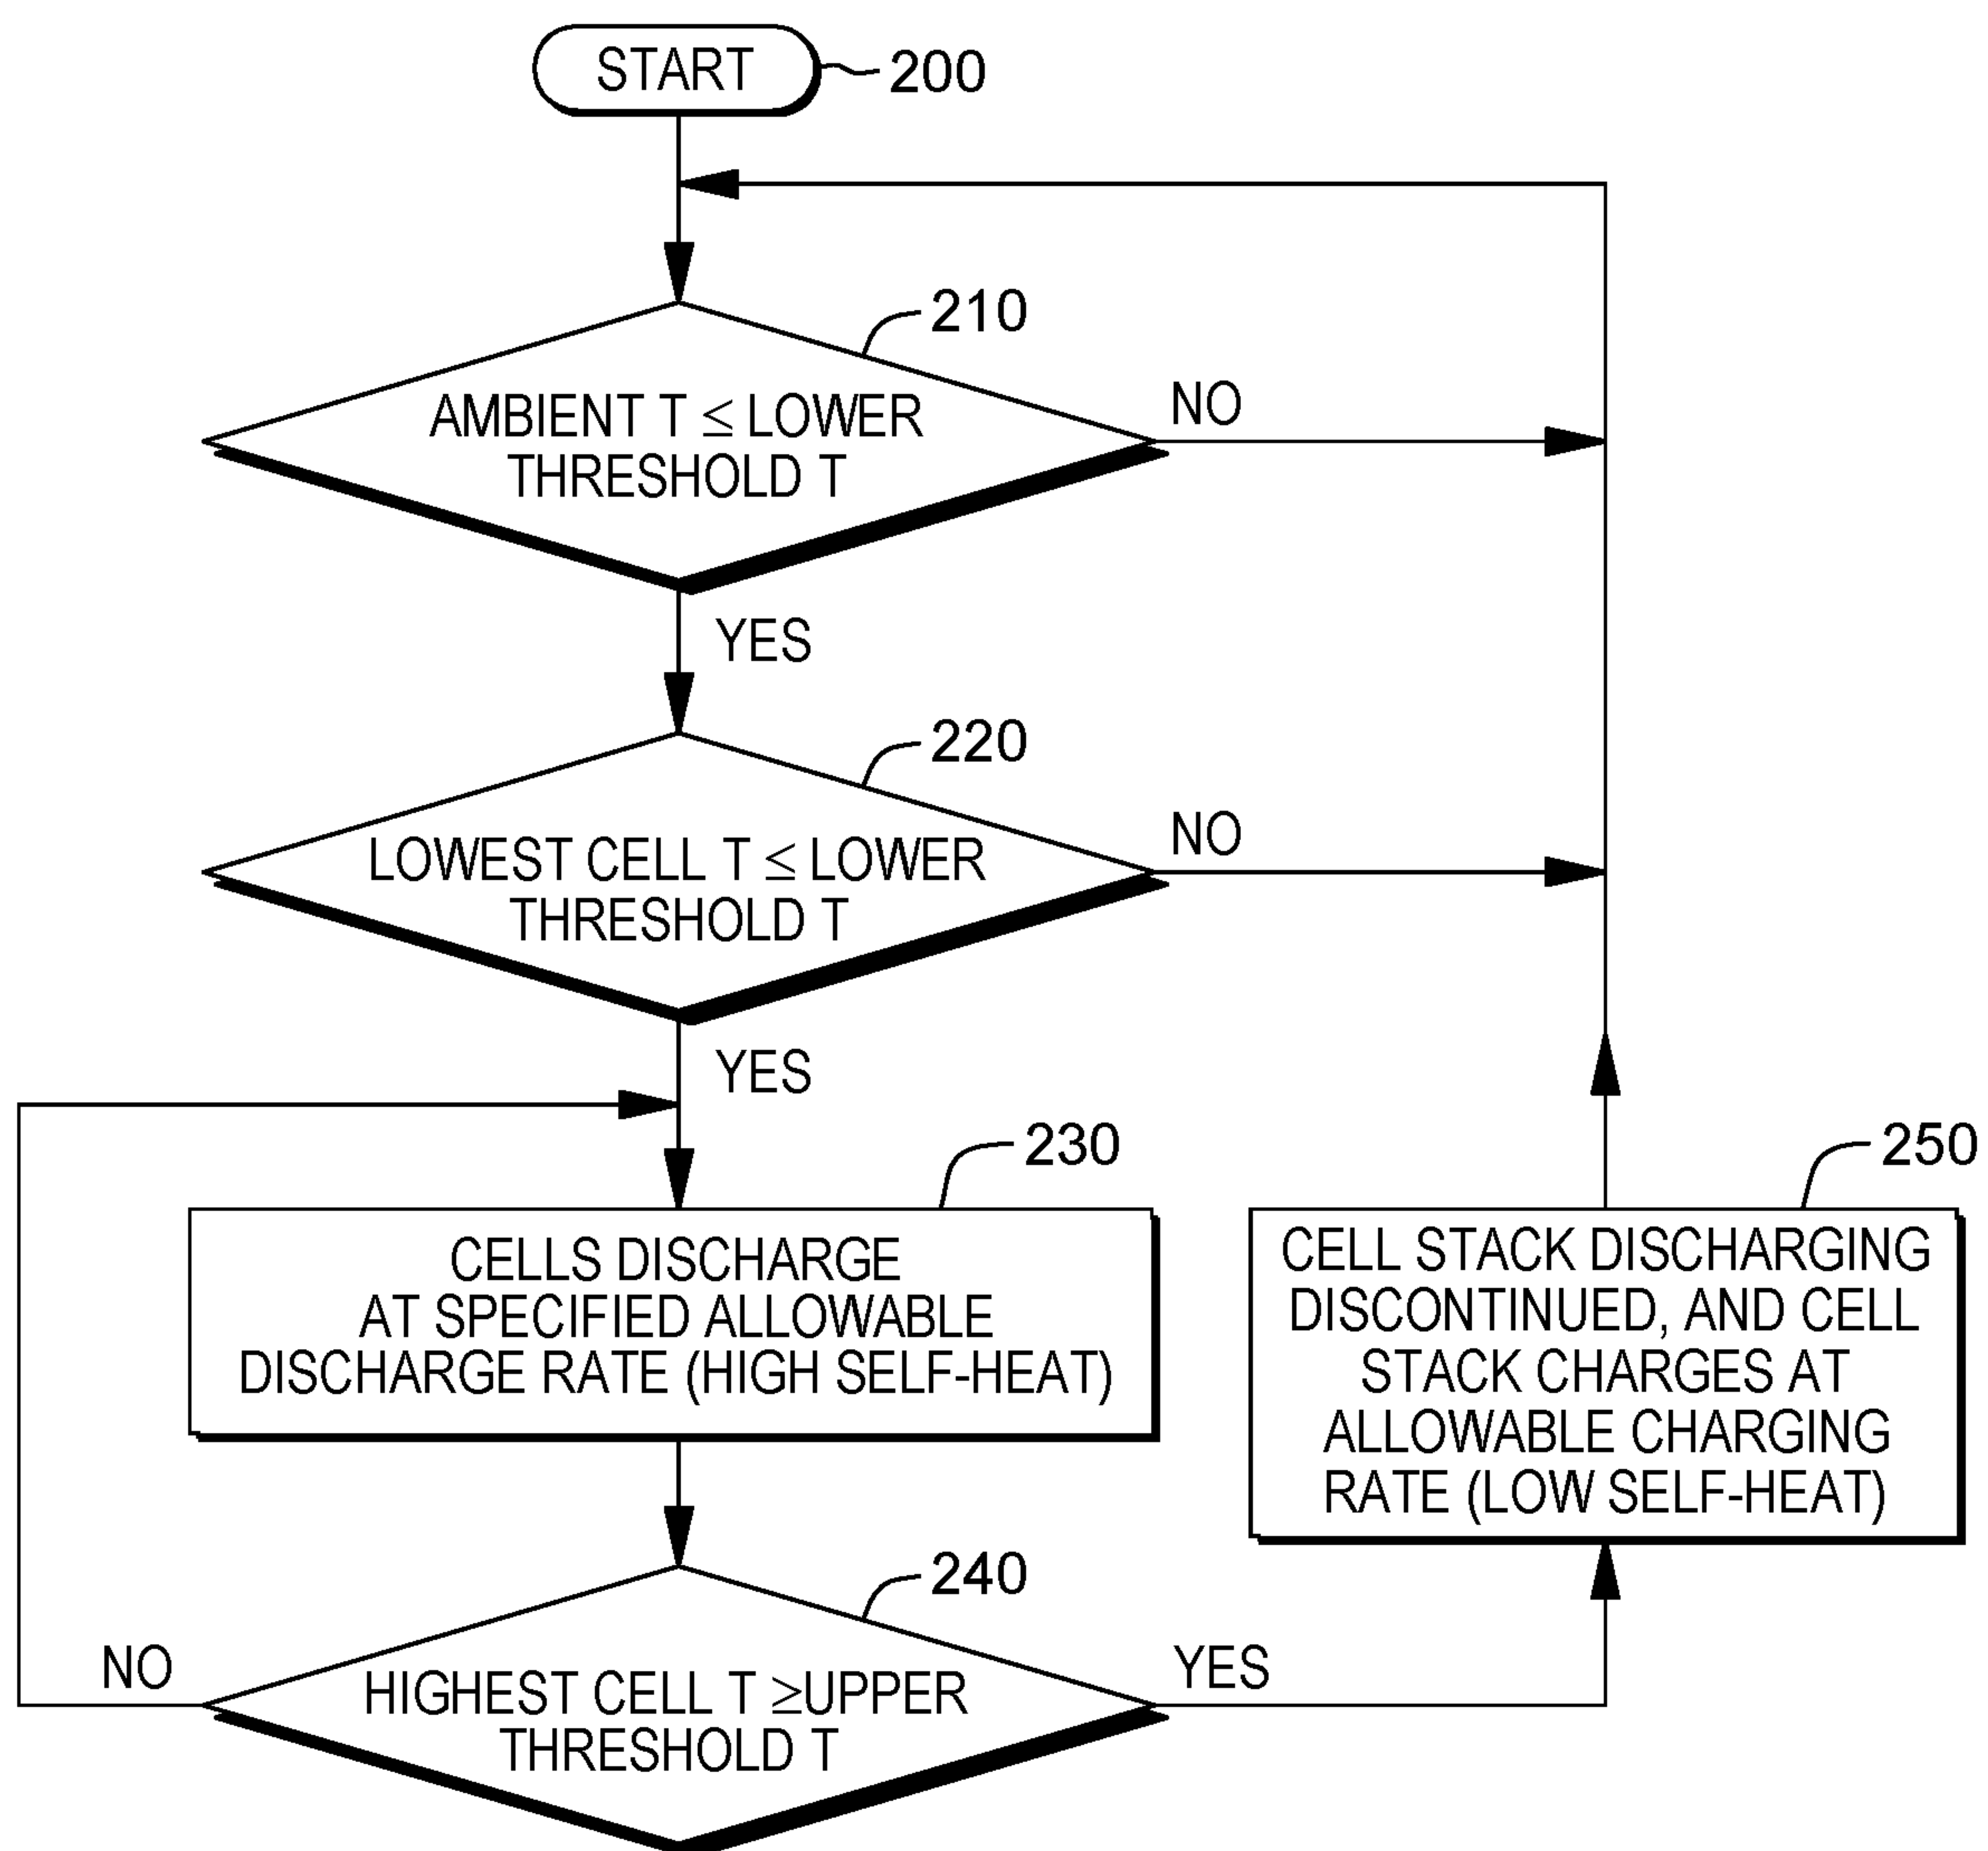 START
200
210
AMBIENT T ≤ LOWER
THRESHOLD T
NO
YES
220
LOWEST CELL T ≤ LOWER
THRESHOLD T
NO
YES
230
CELLS DISCHARGE
AT SPECIFIED ALLOWABLE
DISCHARGE RATE (HIGH SELF-HEAT)
250
CELL STACK DISCHARGING
DISCONTINUED, AND CELL
STACK CHARGES AT
ALLOWABLE CHARGING
RATE (LOW SELF-HEAT)
240
NO
HIGHEST CELL T ≥UPPER
THRESHOLD T
YES